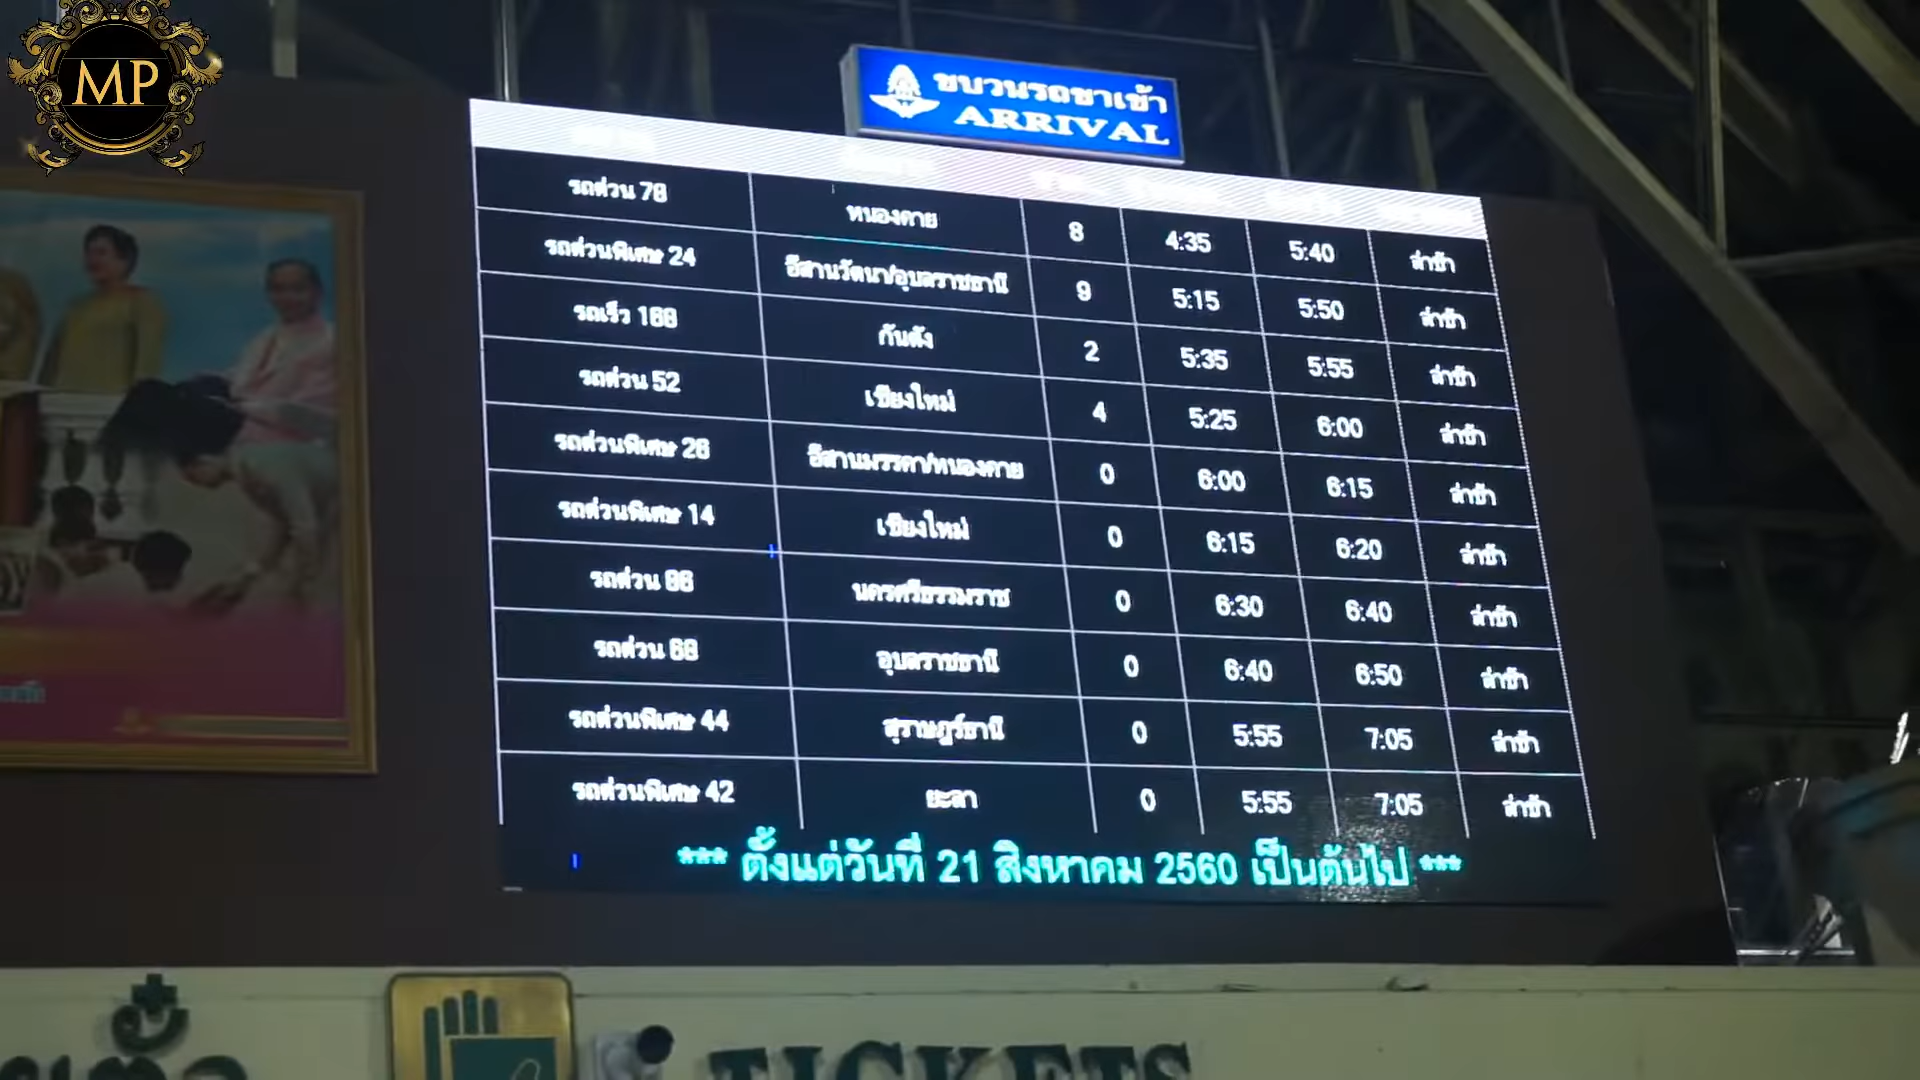 MP
ขบวนรถขาเข้า
ARRIVAL
รถด่วน 78 หนองคาย 8 4:35 5:40 ล่าช้า
รถด่วนพิเศษ 24 อีสานวัตนา/อุบลราชธานี 9 5:15 5:50 ล่าช้า
รถเร็ว 168 กันตัง 2 5:35 5:55 ล่าช้า
รถด่วน 52 เชียงใหม่ 4 5:25 6:00 ล่าช้า
รถด่วนพิเศษ 26 อีสานมรรคา/หนองคาย 0 6:00 6:15 ล่าช้า
รถด่วนพิเศษ 14 เชียงใหม่ 0 6:15 6:20 ล่าช้า
รถด่วน 86 นครศรีธรรมราช 0 6:30 6:40 ล่าช้า
รถด่วน 68 อุบลราชธานี 0 6:40 6:50 ล่าช้า
รถด่วนพิเศษ 44 สุราษฎร์ธานี 0 5:55 7:05 ล่าช้า
รถด่วนพิเศษ 42 ยะลา 0 5:55 7:05 ล่าช้า
*** ตั้งแต่วันที่ 21 สิงหาคม 2560 เป็นต้นไป ***
TICKETS